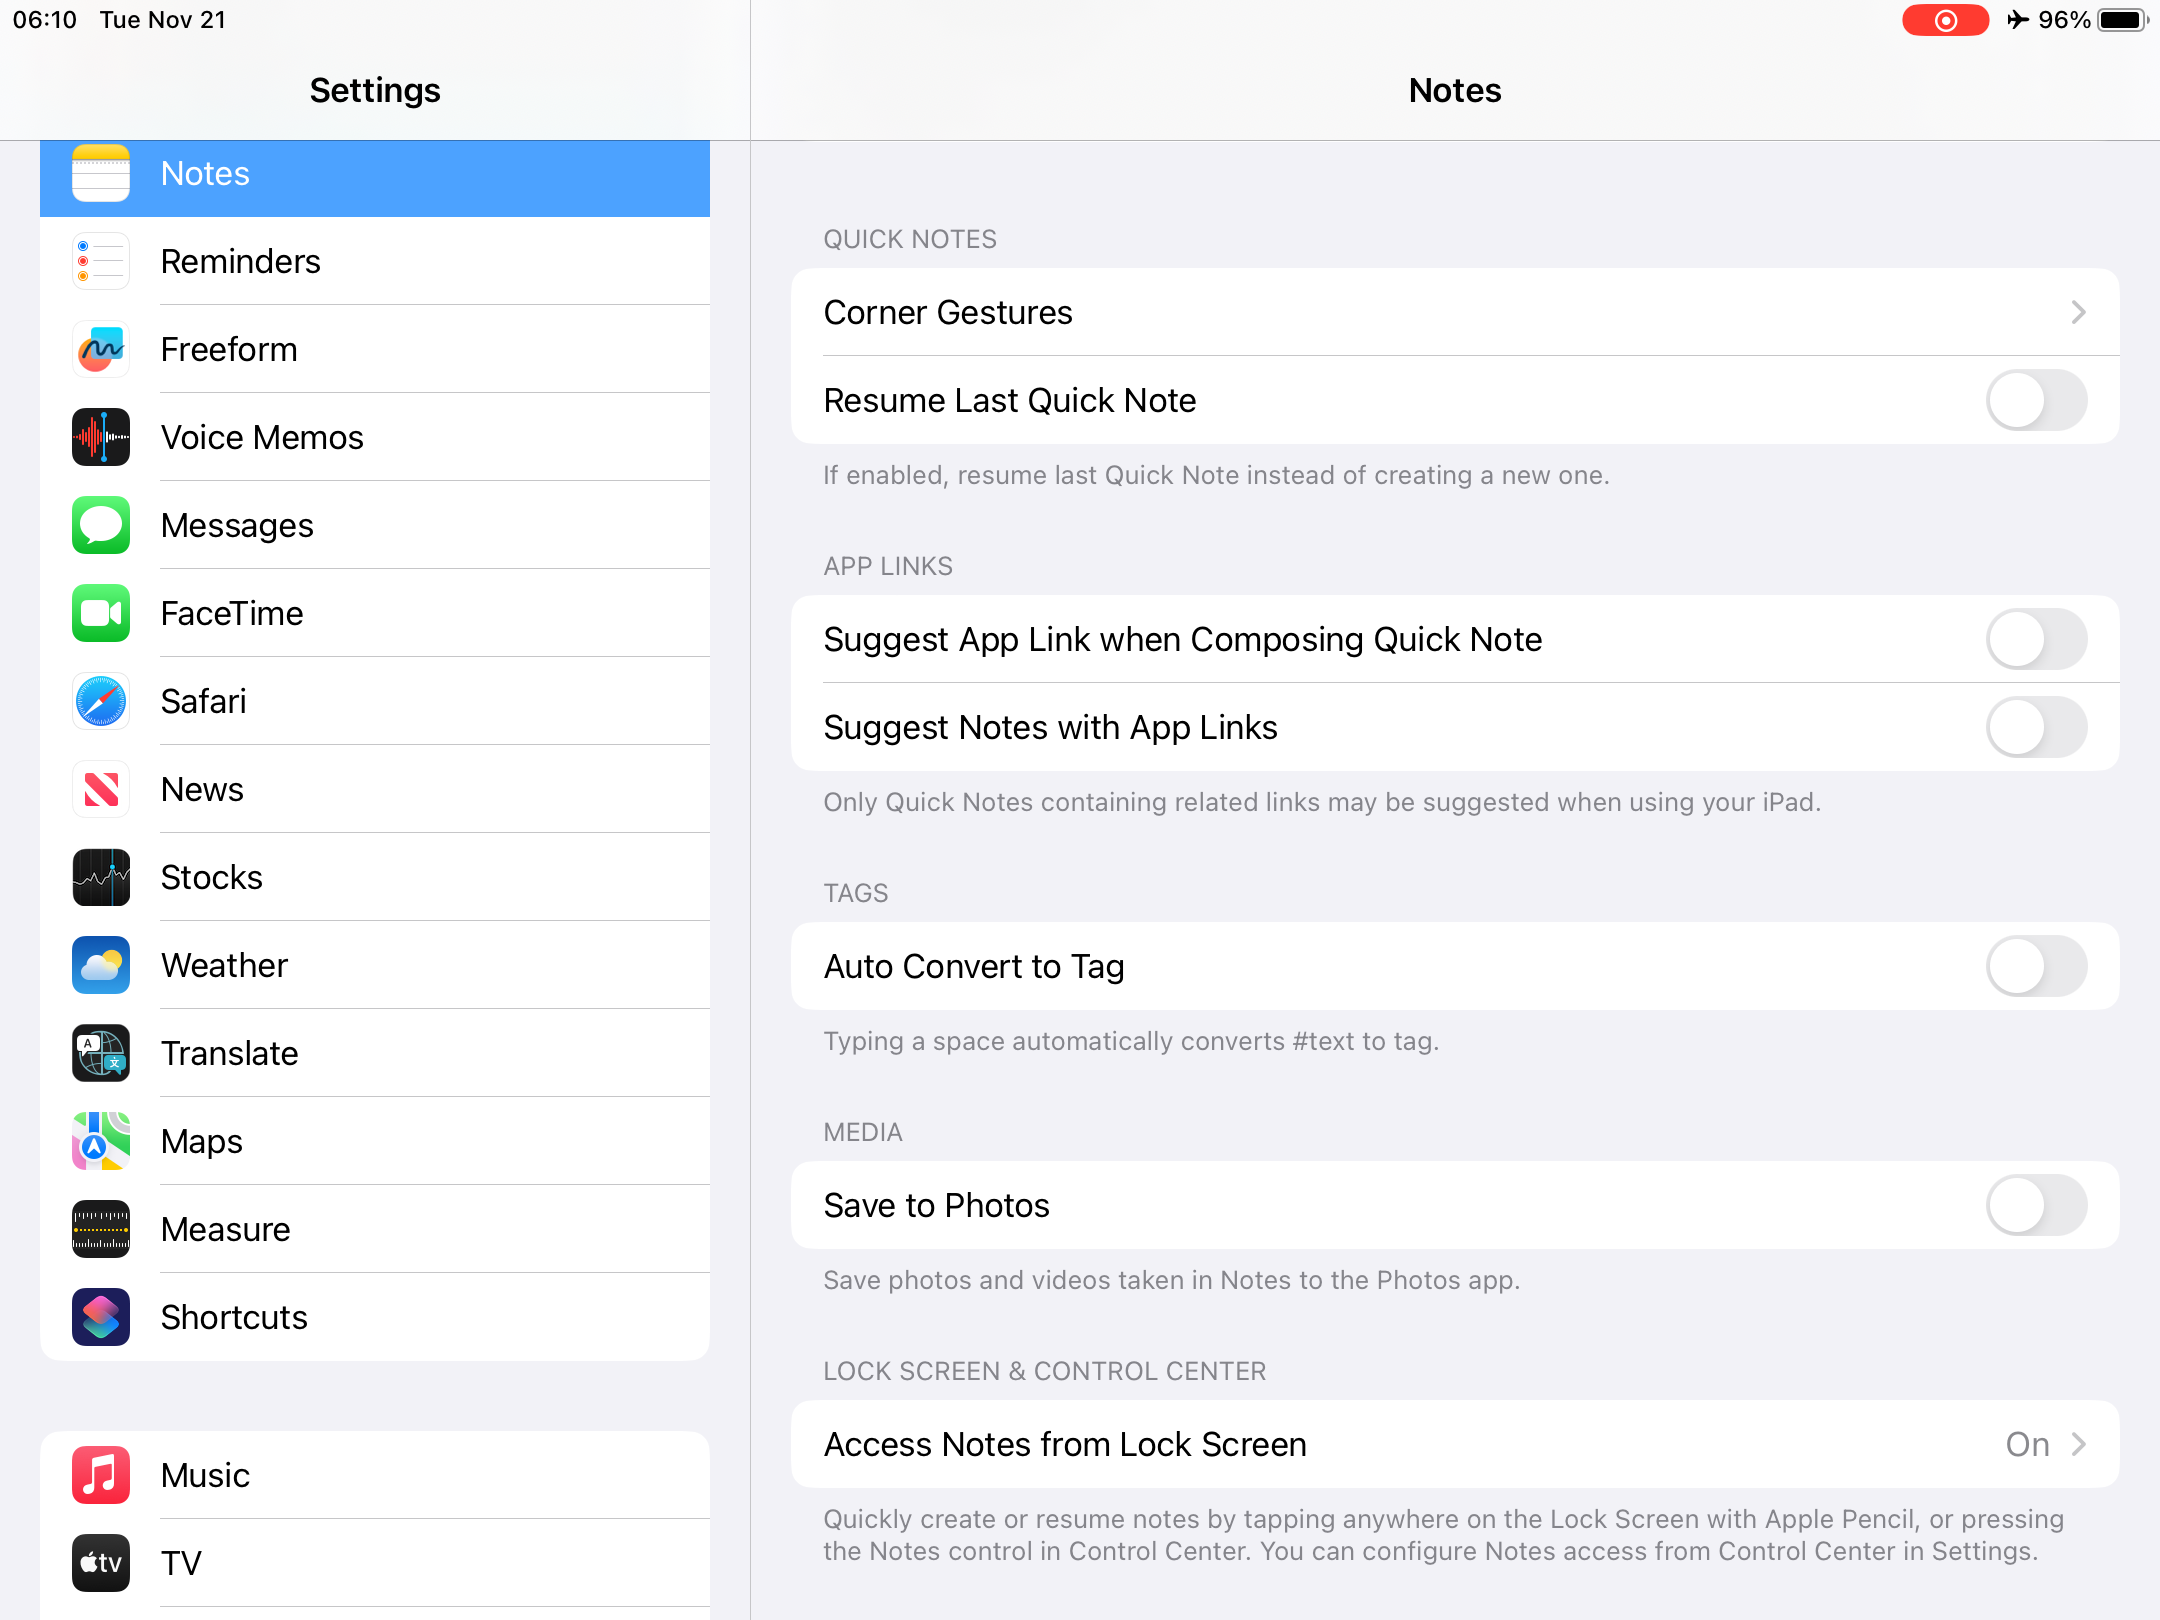 06:10 Tue Nov 21
96%
Settings
Notes
Notes
Reminders
Freeform
Voice Memos
Messages
FaceTime
Safari
News
Stocks
Weather
Translate
Maps
Measure
Shortcuts
Music
tv
TV
QUICK NOTES
Corner Gestures
Resume Last Quick Note
If enabled, resume last Quick Note instead of creating a new one.
APP LINKS
Suggest App Link when Composing Quick Note
Suggest Notes with App Links
Only Quick Notes containing related links may be suggested when using your iPad.
TAGS
Auto Convert to Tag
Typing a space automatically converts #text to tag.
MEDIA
Save to Photos
Save photos and videos taken in Notes to the Photos app.
LOCK SCREEN & CONTROL CENTER
Access Notes from Lock Screen On
Quickly create or resume notes by tapping anywhere on the Lock Screen with Apple Pencil, or pressing
the Notes control in Control Center. You can configure Notes access from Control Center in Settings.